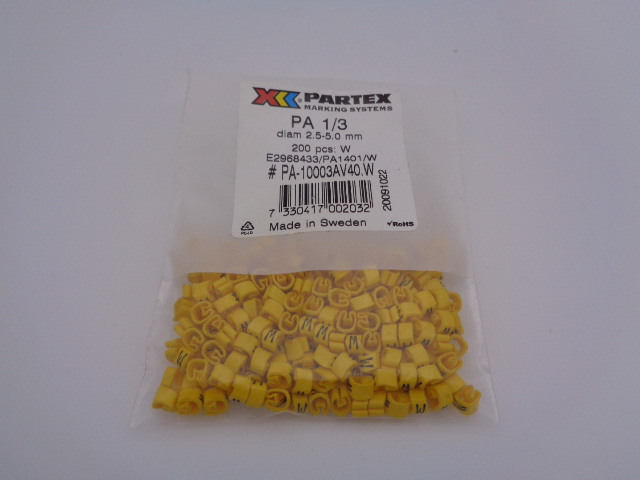 PARTEX
MARKING SYSTEMS
PA 1/3
diam 2.5-5.0 mm
200 pcs: W
E2968433/PA1401/W
# PA-10003AV40.W
7 330417 002032
20091022
Made in Sweden
√RoHS
W
W
W
W
W